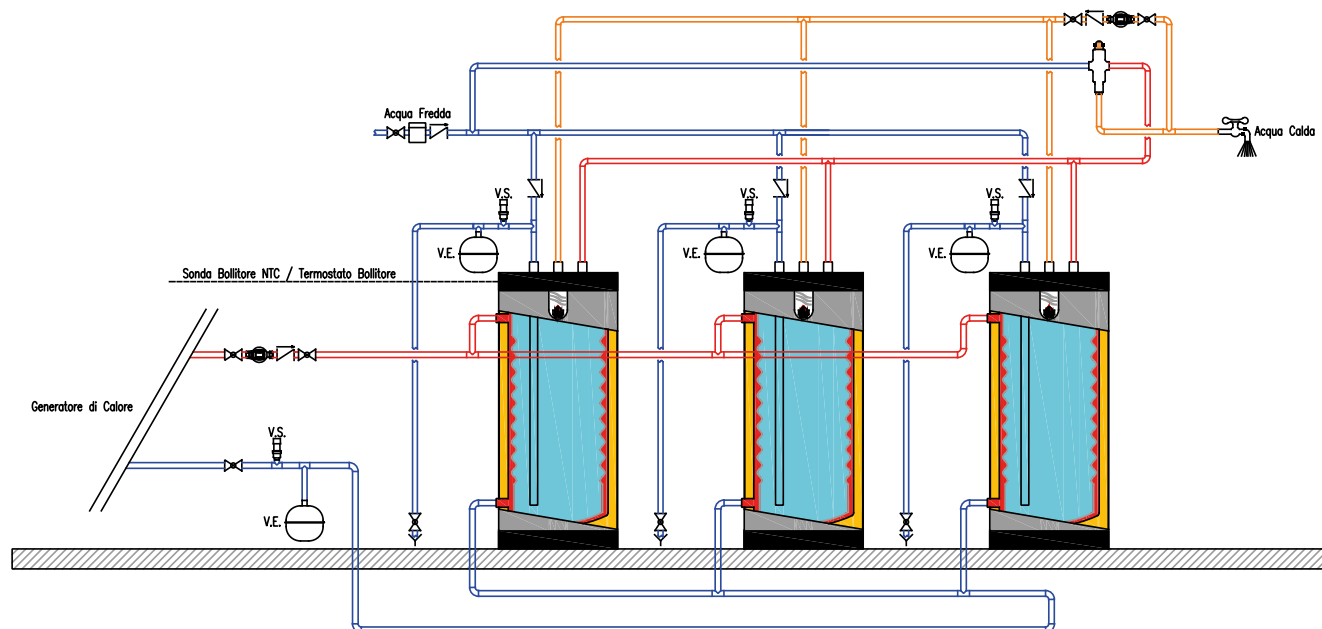 Acqua Fredda
Acqua Calda
V.S.
V.S.
V.S.
V.E.
V.E.
V.E.
Sonda Bollitore NTC / Termostato Bollitore
Generatore di Calore
V.S.
V.E.